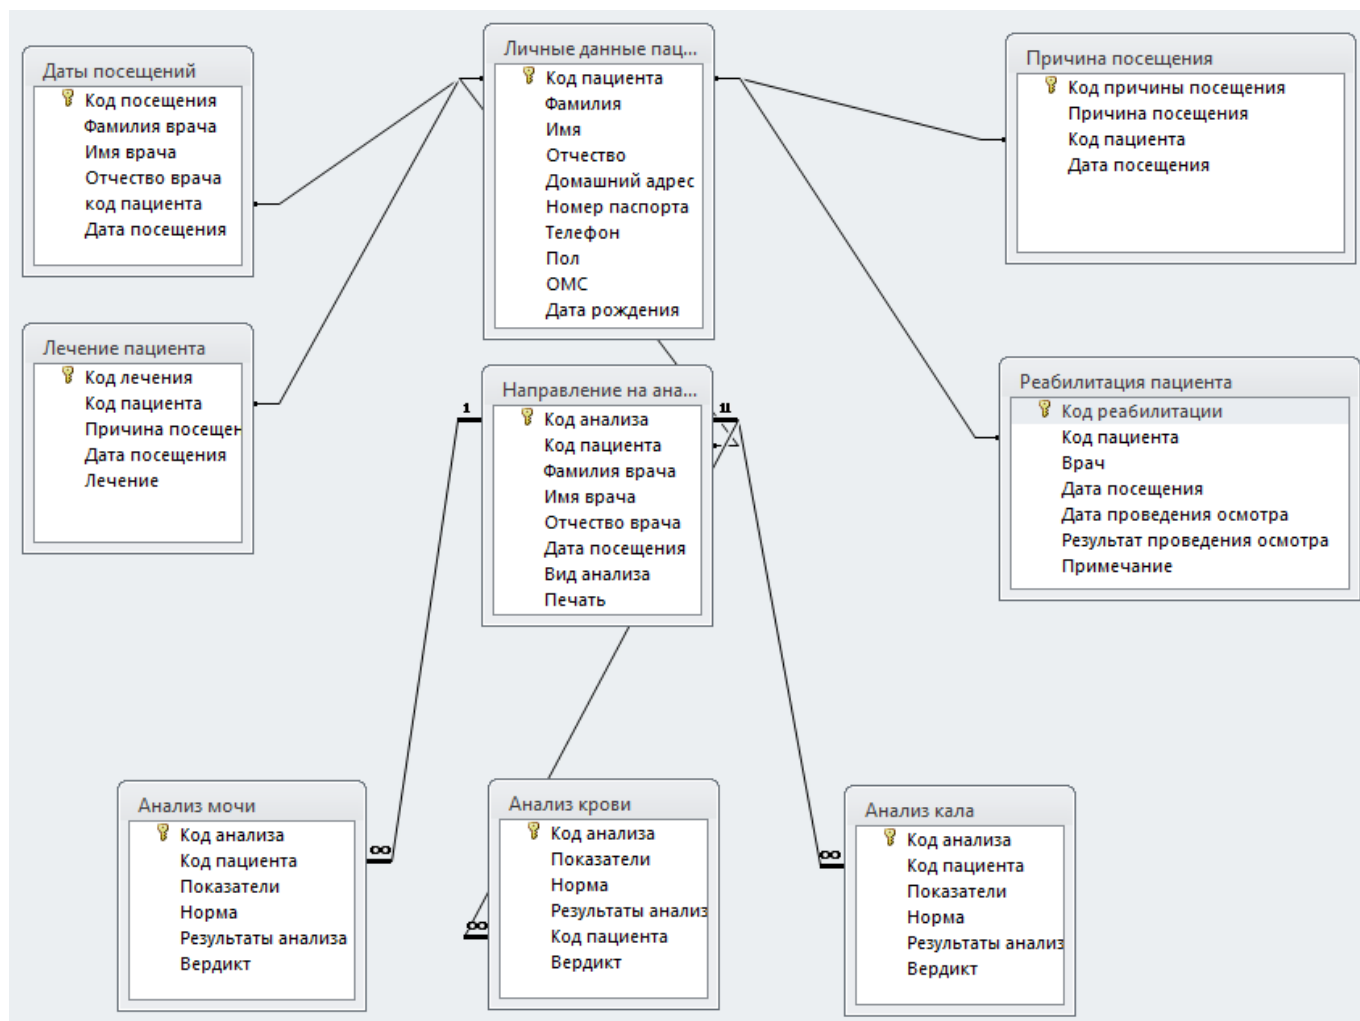 Даты посещений
Код посещения
Фамилия врача
Имя врача
Отчество врача
код пациента
Дата посещения
Личные данные пац...
Код пациента
Фамилия
Имя
Отчество
Домашний адрес
Номер паспорта
Телефон
Пол
ОМС
Дата рождения
Причина посещения
Код причины посещения
Причина посещения
Код пациента
Дата посещения
Лечение пациента
Код лечения
Код пациента
Причина посещен
Дата посещения
Лечение
Направление на ана...
Код анализа
Код пациента
Фамилия врача
Имя врача
Отчество врача
Дата посещения
Вид анализа
Печать
Реабилитация пациента
Код реабилитации
Код пациента
Врач
Дата посещения
Дата проведения осмотра
Результат проведения осмотра
Примечание
1
11
Анализ мочи
Код анализа
Код пациента
Показатели
Норма
Результаты анализа
Вердикт
∞
Анализ крови
Код анализа
Показатели
Норма
Результаты анализ
Код пациента
Вердикт
∞
Анализ кала
Код анализа
Код пациента
Показатели
Норма
Результаты анализ
Вердикт
∞